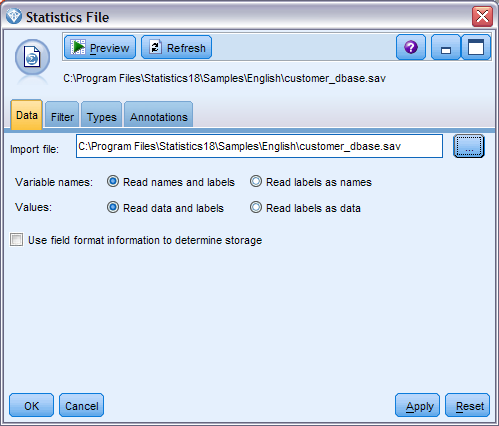 Statistics File
Preview Refresh ?
C:\Program Files\Statistics18\Samples\English\customer_dbase.sav
Data Filter Types Annotations
Import file: C:\Program Files\Statistics18\Samples\English\customer_dbase.sav ...
Variable names: Read names and labels Read labels as names
Values: Read data and labels Read labels as data
Use field format information to determine storage
OK Cancel Apply Reset